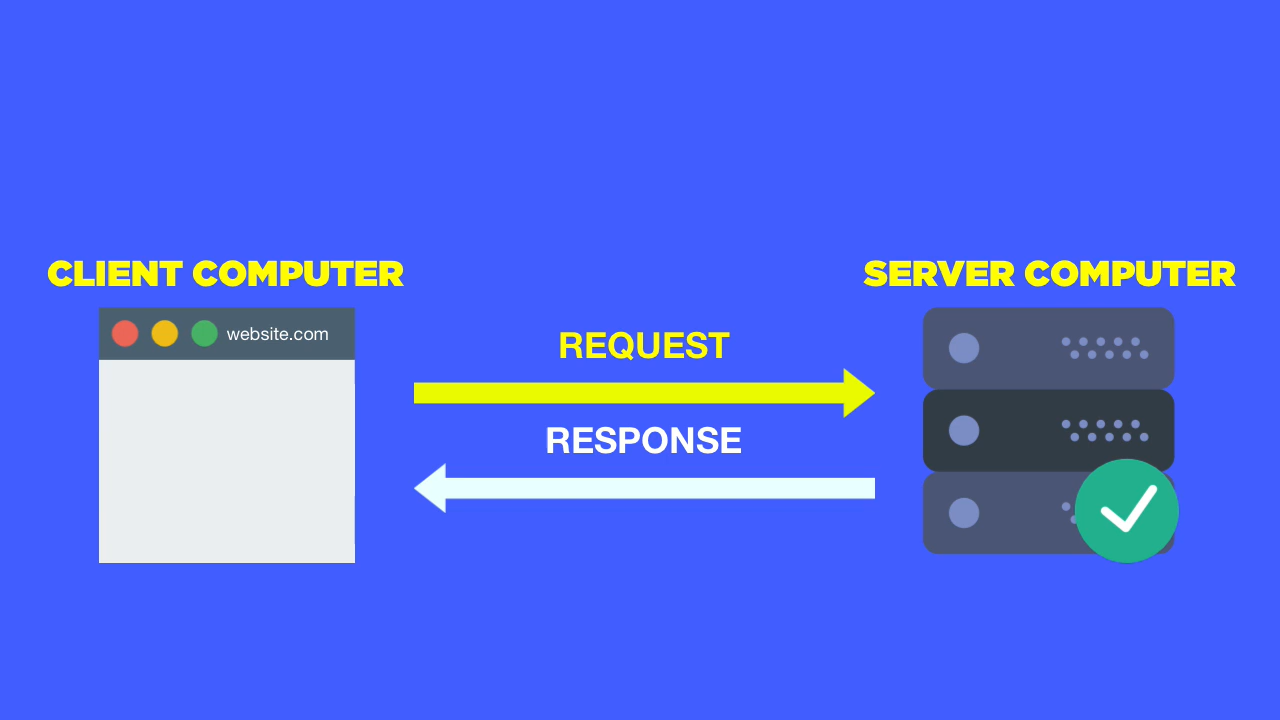 CLIENT COMPUTER
SERVER COMPUTER
website.com
REQUEST
RESPONSE